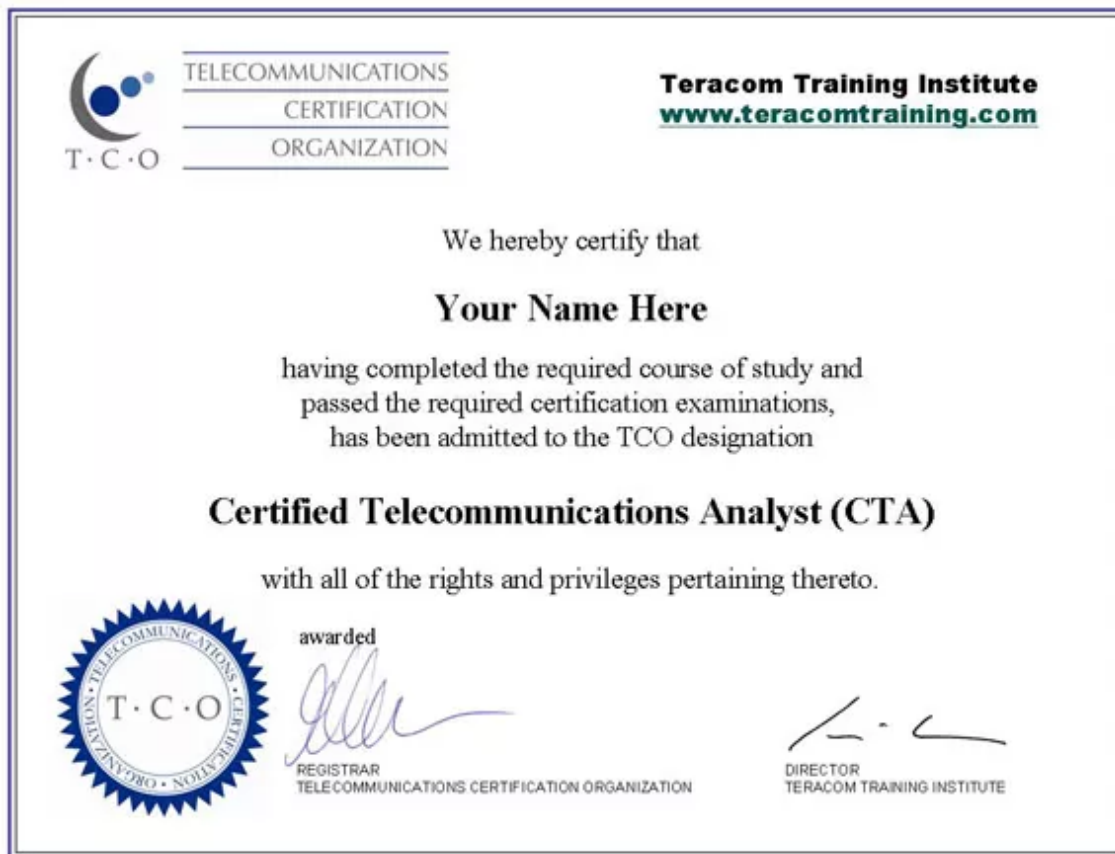 TELECOMMUNICATIONS
CERTIFICATION
ORGANIZATION
T·C·O
Teracom Training Institute
www.teracomtraining.com
We hereby certify that
Your Name Here
having completed the required course of study and
passed the required certification examinations,
has been admitted to the TCO designation
Certified Telecommunications Analyst (CTA)
with all of the rights and privileges pertaining thereto.
TELECOMMUNICATIONS · CERTIFICATION · ORGANIZATION ·
T·C·O
awarded
REGISTRAR
TELECOMMUNICATIONS CERTIFICATION ORGANIZATION
DIRECTOR
TERACOM TRAINING INSTITUTE